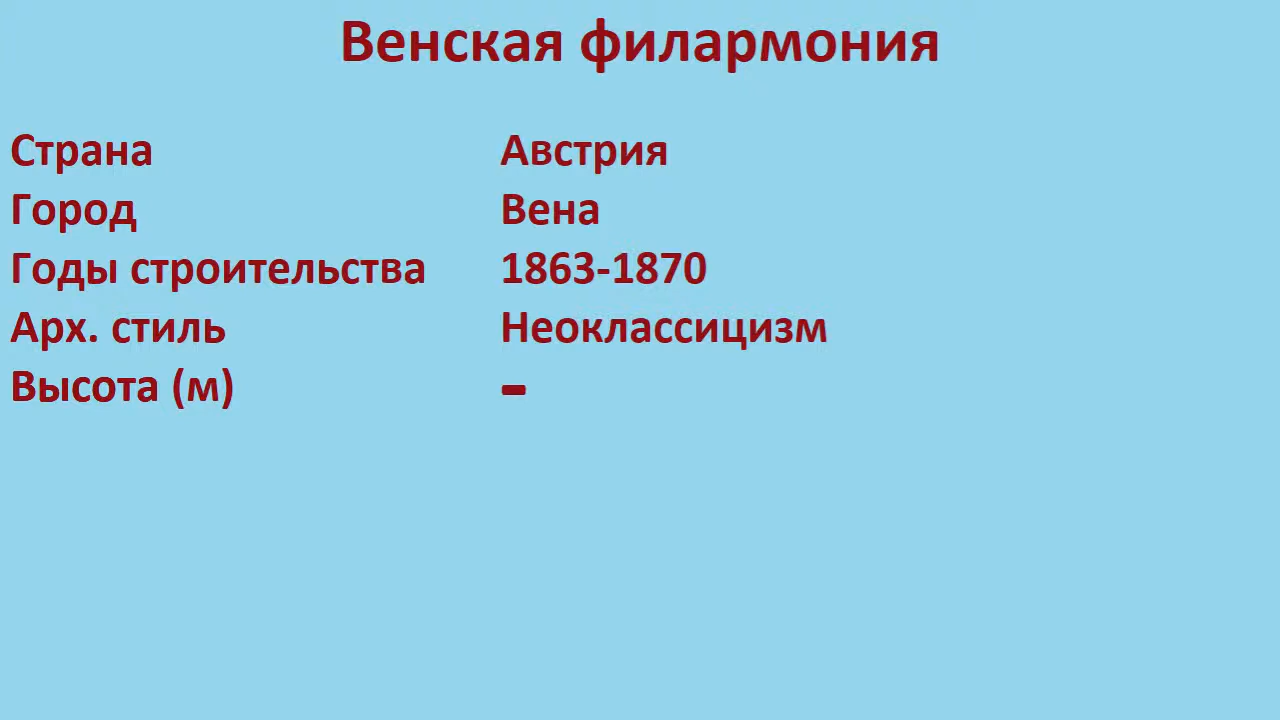 Венская филармония
Страна Австрия
Город Вена
Годы строительства 1863-1870
Арх. стиль Неоклассицизм
Высота (м) -